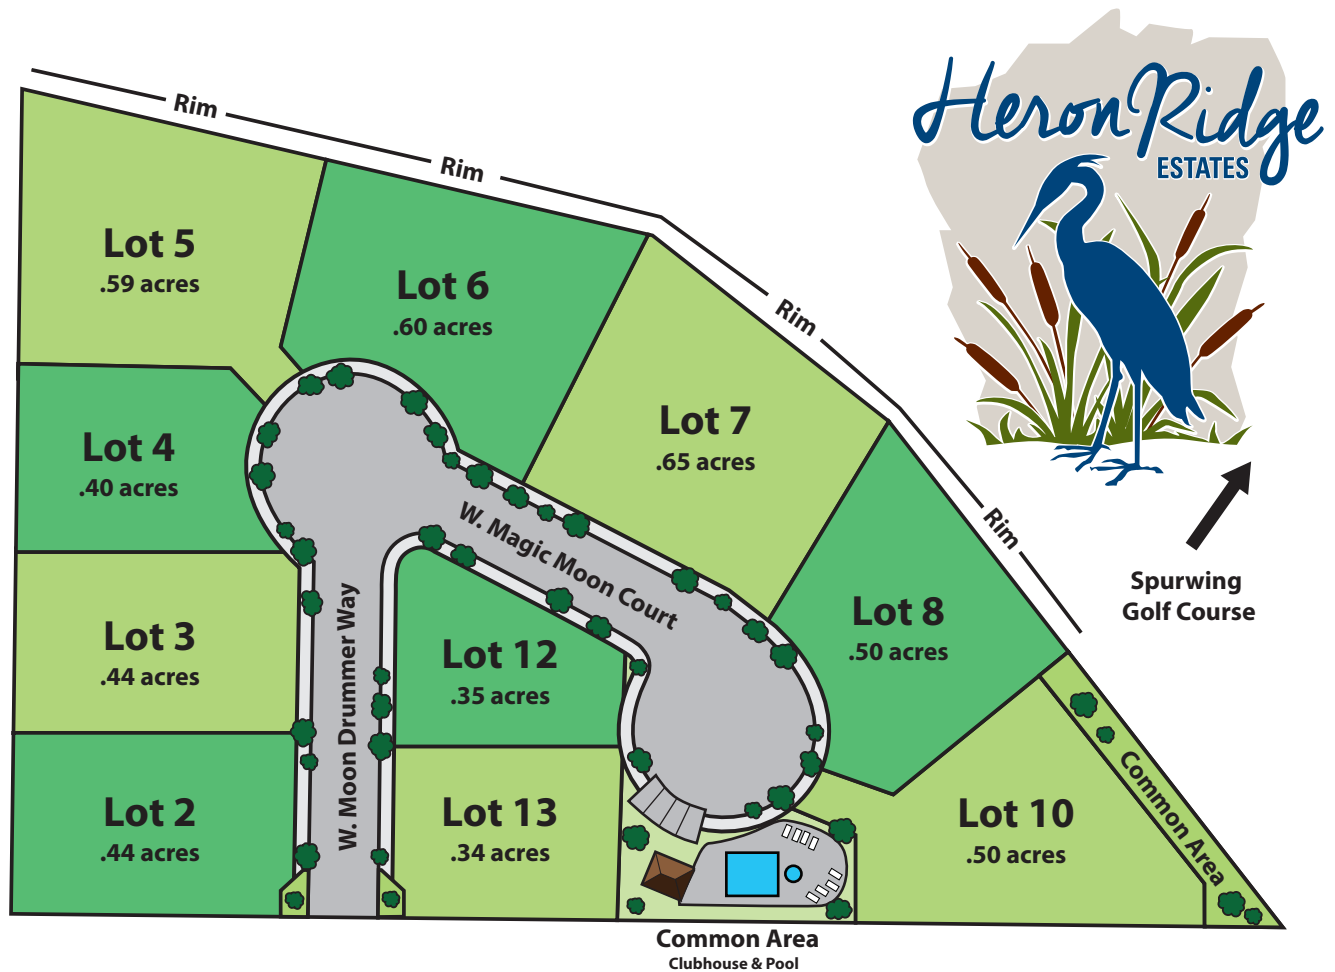 Heron Ridge
ESTATES
Rim
Rim
Rim
Rim
Lot 5
.59 acres
Lot 6
.60 acres
Lot 7
.65 acres
Lot 4
.40 acres
Lot 8
.50 acres
Spurwing
Golf Course
W. Magic Moon Court
Lot 3
.44 acres
W. Moon Drummer Way
Lot 12
.35 acres
Lot 2
.44 acres
Lot 13
.34 acres
Lot 10
.50 acres
Common Area
Common Area
Clubhouse & Pool